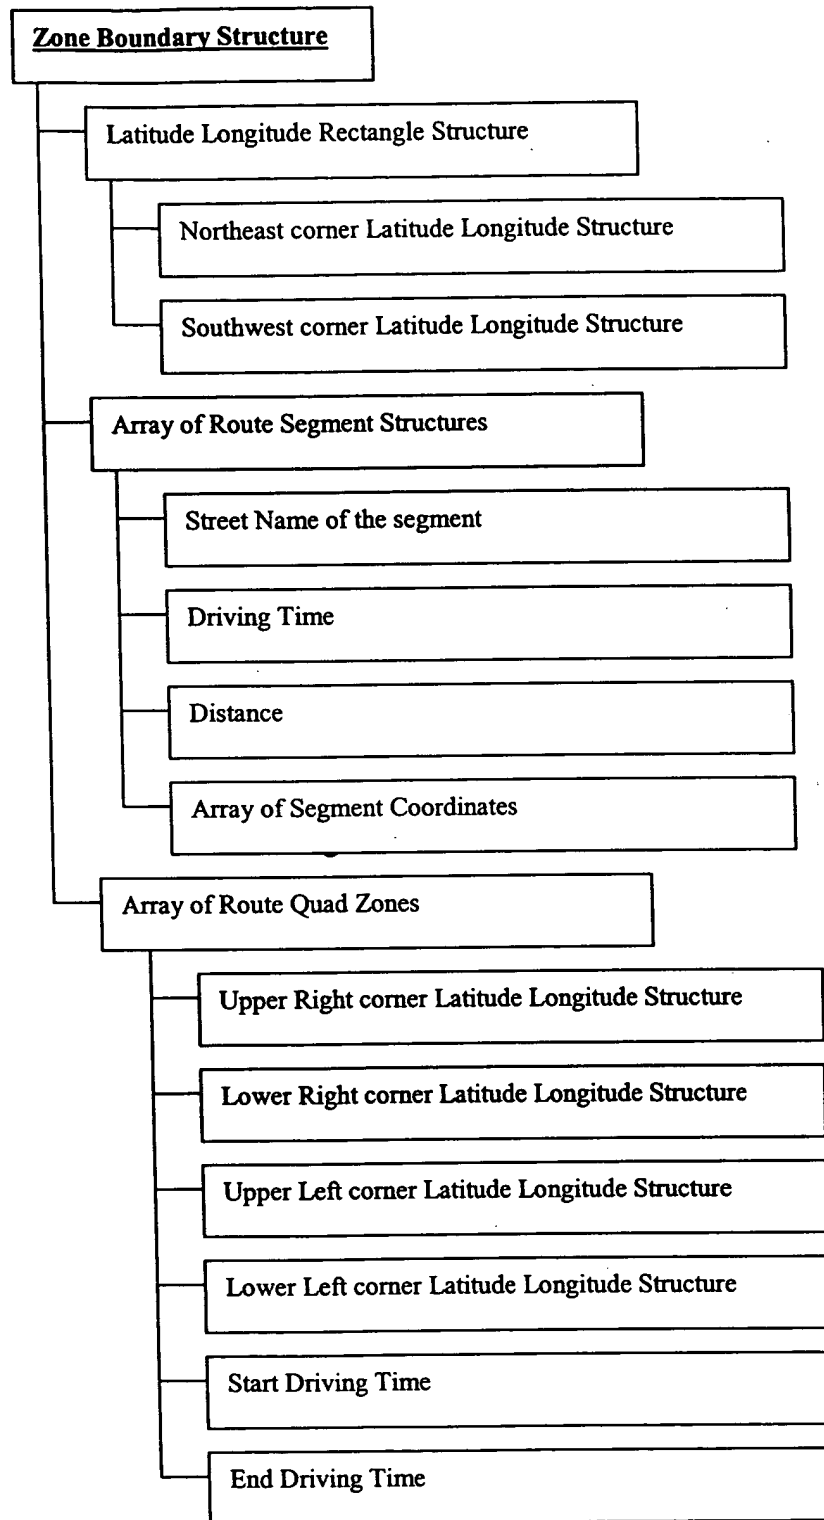 Zone Boundary Structure
Latitude Longitude Rectangle Structure
Northeast corner Latitude Longitude Structure
Southwest corner Latitude Longitude Structure
Array of Route Segment Structures
Street Name of the segment
Driving Time
Distance
Array of Segment Coordinates
Array of Route Quad Zones
Upper Right corner Latitude Longitude Structure
Lower Right corner Latitude Longitude Structure
Upper Left corner Latitude Longitude Structure
Lower Left corner Latitude Longitude Structure
Start Driving Time
End Driving Time